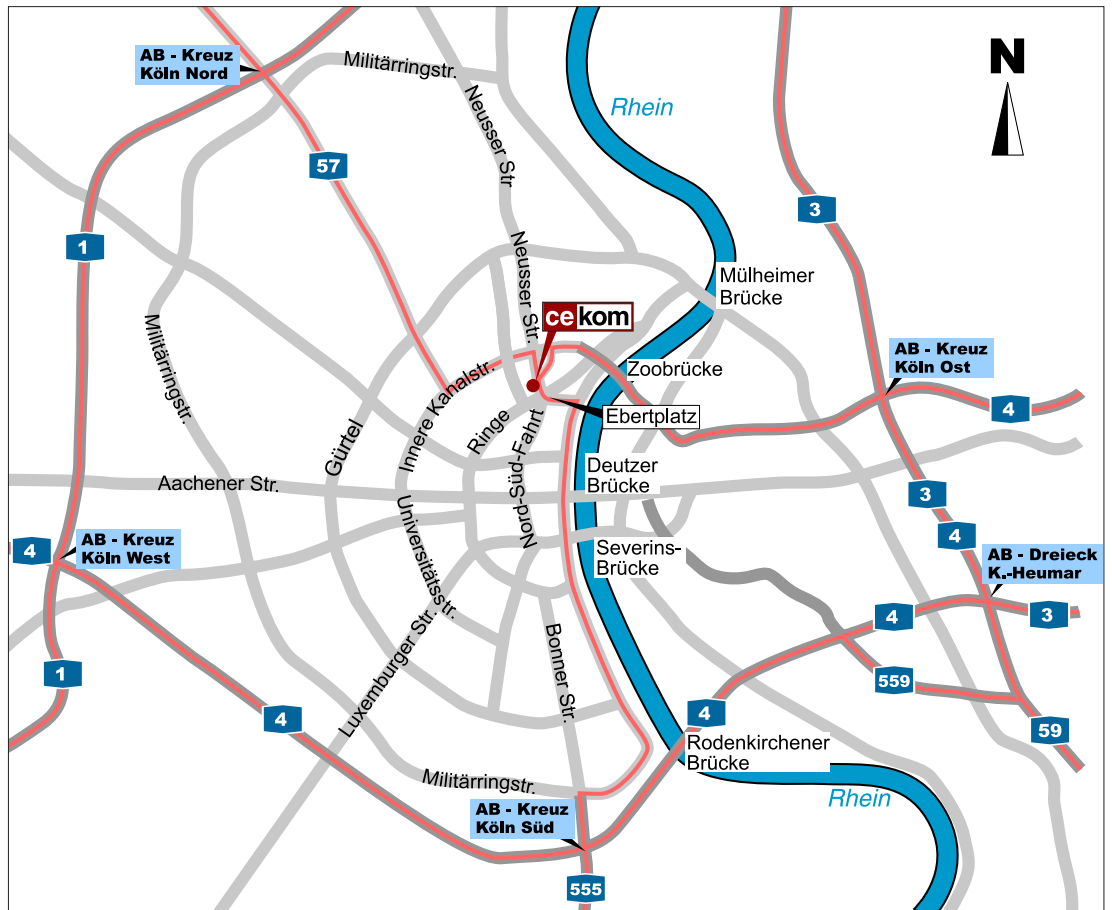 AB - Kreuz
Köln Nord
Militärringstr.
N
Rhein
Neusser Str
57
3
1
Neusser Str.
Mülheimer
Brücke
cekom
Militärringstr.
AB - Kreuz
Köln Ost
Zoobrücke
Innere Kanalstr.
4
Ebertplatz
Ringe
Gürtel
Nord-Süd-Fahrt
Deutzer
Brücke
Aachener Str.
3
Universitätsstr.
4
4
AB - Kreuz
Köln West
Severins-
Brücke
AB - Dreieck
K.-Heumar
4
3
Luxemburger Str.
Bonner Str.
1
559
4
4
59
Rodenkirchener
Brücke
Militärringstr.
Rhein
AB - Kreuz
Köln Süd
555